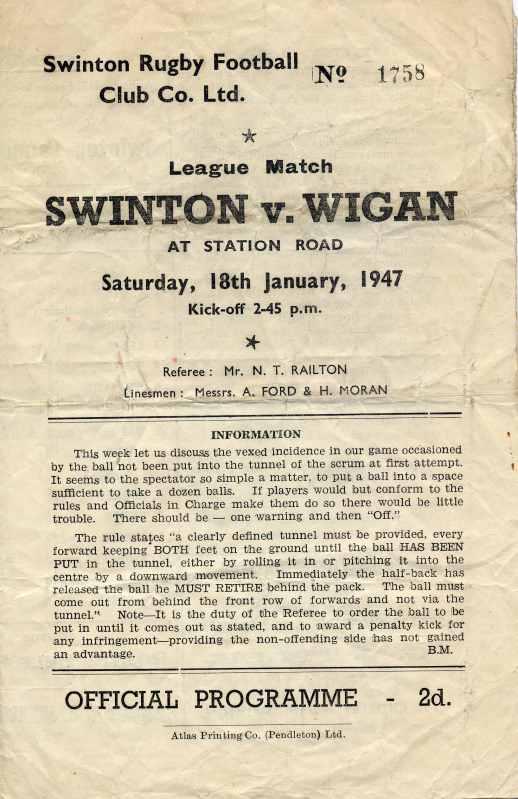 Swinton Rugby Football
Club Co. Ltd.
No 1758
League Match
SWINTON v. WIGAN
AT STATION ROAD
Saturday, 18th January, 1947
Kick-off 2-45 p.m.
Referee : Mr. N. T. RAILTON
Linesmen : Messrs. A. FORD & H. MORAN
INFORMATION
This week let us discuss the vexed incidence in our game occasioned
by the ball not been put into the tunnel of the scrum at first attempt.
It seems to the spectator so simple a matter, to put a ball into a space
sufficient to take a dozen balls. If players would but conform to the
rules and Officials in Charge make them do so there would be little
trouble. There should be — one warning and then "Off."
The rule states "a clearly defined tunnel must be provided, every
forward keeping BOTH feet on the ground until the ball HAS BEEN
PUT in the tunnel, either by rolling it in or pitching it into the
centre by a downward movement. Immediately the half-back has
released the ball he MUST RETIRE behind the pack. The ball must
come out from behind the front row of forwards and not via the
tunnel." Note—It is the duty of the Referee to order the ball to be
put in until it comes out as stated, and to award a penalty kick for
any infringement—providing the non-offending side has not gained
an advantage. B.M.
OFFICIAL PROGRAMME - 2d.
Atlas Printing Co. (Pendleton) Ltd.